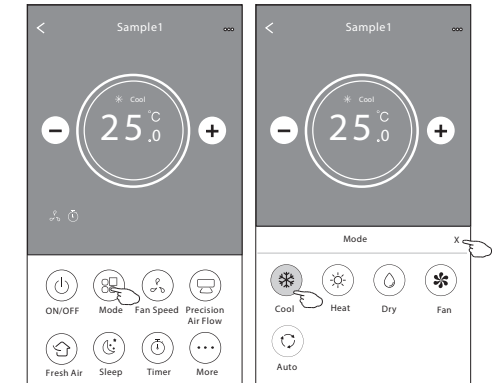 Sample1
Cool
25.0°C
ON/OFF
Mode
Fan Speed
Precision
Air Flow
Fresh Air
Sleep
Timer
More
Sample1
Cool
25.0°C
Mode
X
Cool
Heat
Dry
Fan
Auto